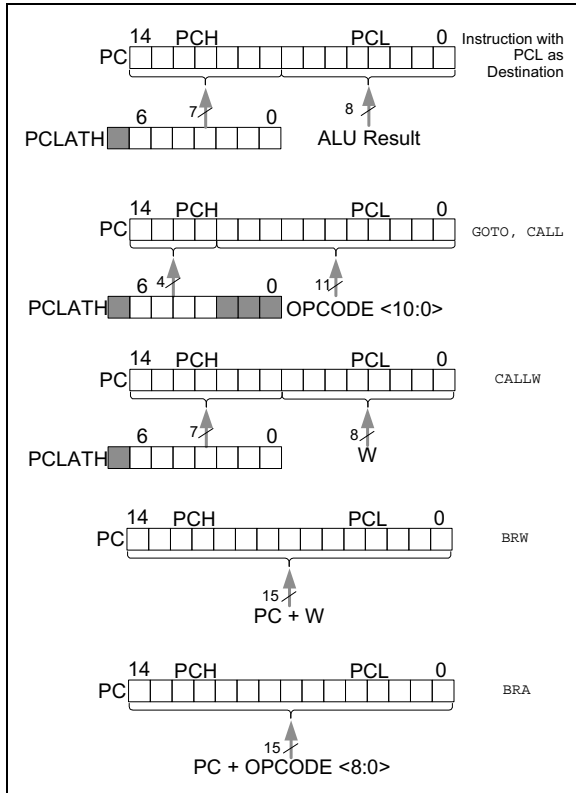 14 PCH PCL 0
PC
Instruction with
PCL as
Destination
7 8
6 0
PCLATH
ALU Result
14 PCH PCL 0
PC
GOTO, CALL
4 11
6 0
PCLATH
OPCODE <10:0>
14 PCH PCL 0
PC
CALLW
7 8
6 0
PCLATH
W
14 PCH PCL 0
PC
BRW
15
PC + W
14 PCH PCL 0
PC
BRA
15
PC + OPCODE <8:0>